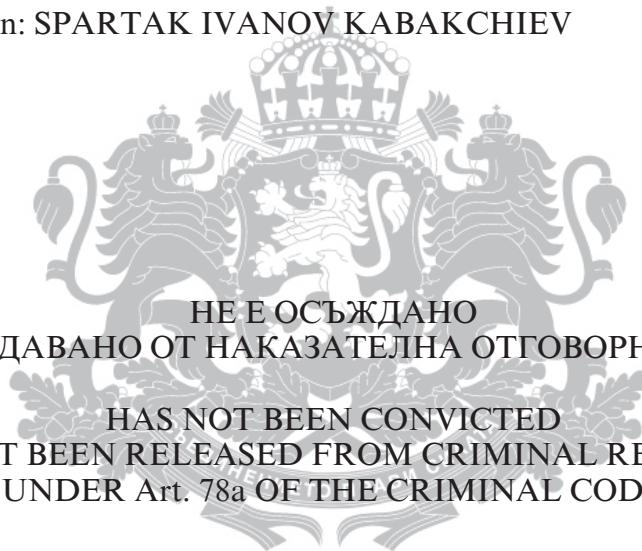 n: SPARTAK IVANOV KABAKCHIEV
НЕ Е ОСЪЖДАНО
ДАВАНО ОТ НАКАЗАТЕЛНА ОТГОВОРН
HAS NOT BEEN CONVICTED
T BEEN RELEASED FROM CRIMINAL RE
UNDER Art. 78a OF THE CRIMINAL COD